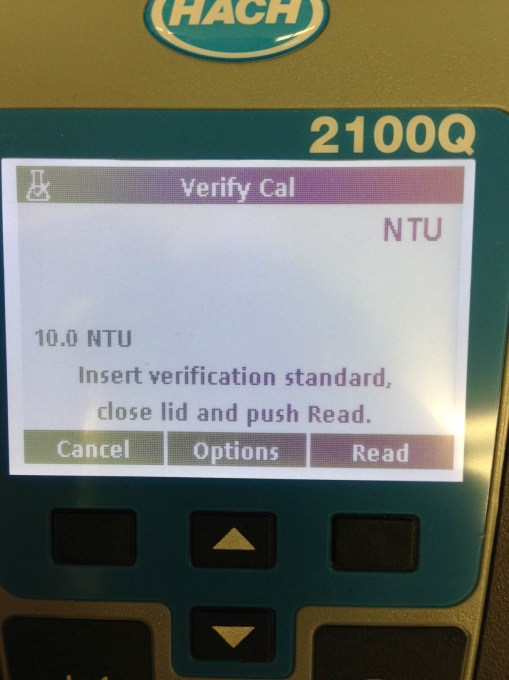 HACH
2100Q
Verify Cal
NTU
10.0 NTU
Insert verification standard,
close lid and push Read.
Cancel Options Read